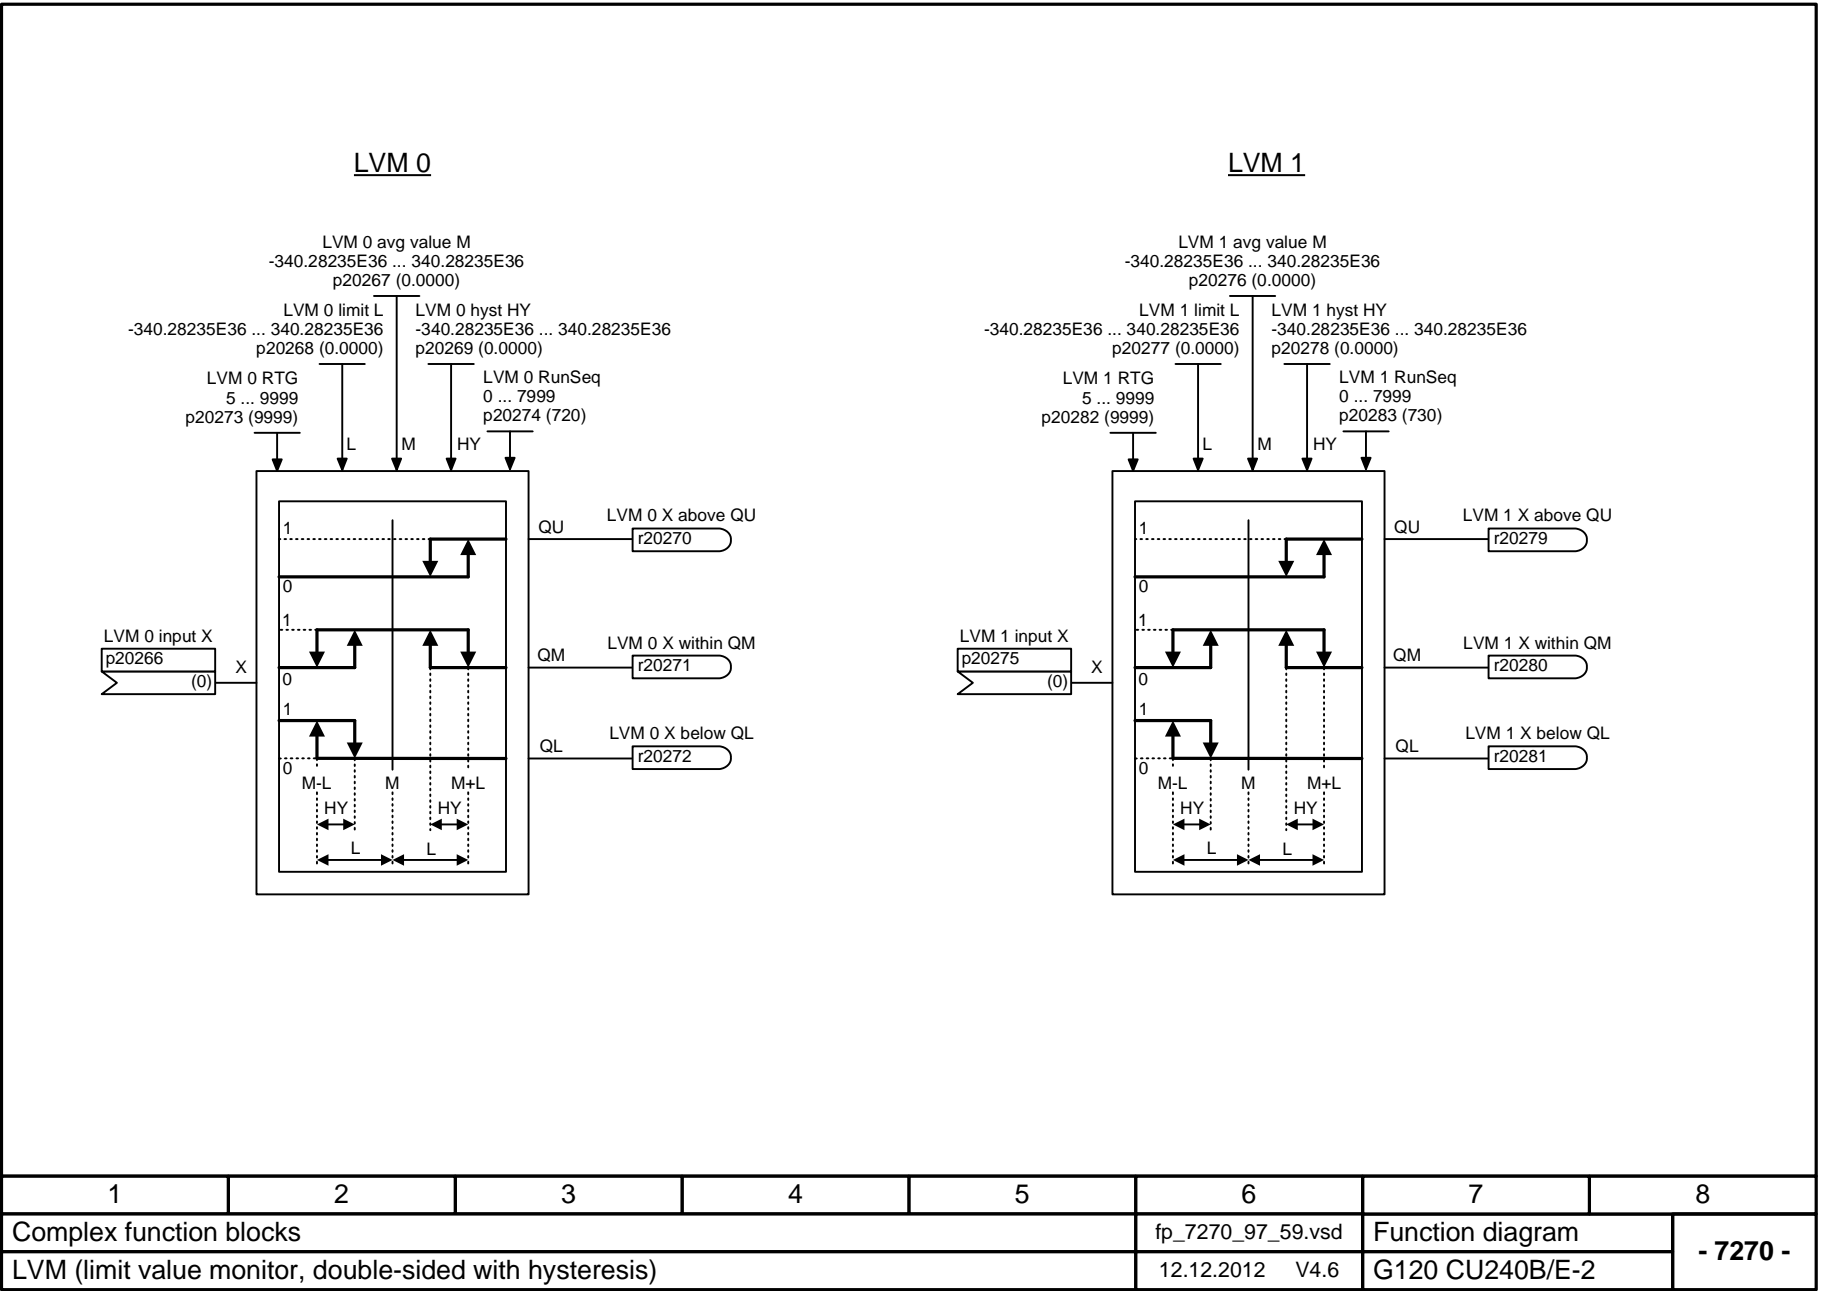 LVM 0
LVM 0 avg value M
-340.28235E36 ... 340.28235E36
p20267 (0.0000)
LVM 0 limit L
-340.28235E36 ... 340.28235E36
p20268 (0.0000)
LVM 0 hyst HY
-340.28235E36 ... 340.28235E36
p20269 (0.0000)
LVM 0 RTG
5 ... 9999
p20273 (9999)
LVM 0 RunSeq
0 ... 7999
p20274 (720)
L
M
HY
LVM 0 input X
p20266
(0)
X
1
0
1
0
1
0
M-L
M
M+L
HY
HY
L
L
QU
LVM 0 X above QU
r20270
QM
LVM 0 X within QM
r20271
QL
LVM 0 X below QL
r20272
LVM 1
LVM 1 avg value M
-340.28235E36 ... 340.28235E36
p20276 (0.0000)
LVM 1 limit L
-340.28235E36 ... 340.28235E36
p20277 (0.0000)
LVM 1 hyst HY
-340.28235E36 ... 340.28235E36
p20278 (0.0000)
LVM 1 RTG
5 ... 9999
p20282 (9999)
LVM 1 RunSeq
0 ... 7999
p20283 (730)
L
M
HY
LVM 1 input X
p20275
(0)
X
1
0
1
0
1
0
M-L
M
M+L
HY
HY
L
L
QU
LVM 1 X above QU
r20279
QM
LVM 1 X within QM
r20280
QL
LVM 1 X below QL
r20281
1 2 3 4 5 6 7 8
Complex function blocks
fp_7270_97_59.vsd
Function diagram
- 7270 -
LVM (limit value monitor, double-sided with hysteresis)
12.12.2012 V4.6
G120 CU240B/E-2